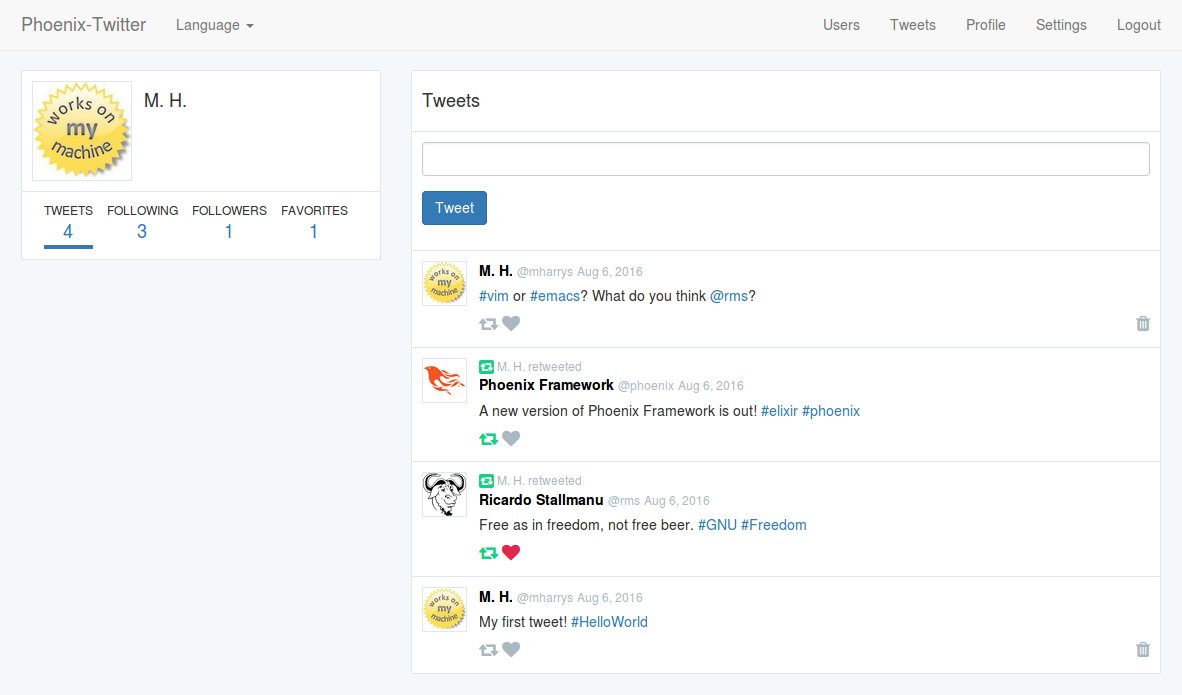 Phoenix-Twitter Language Users Tweets Profile Settings Logout
works on
my
machine
M. H.
TWEETS FOLLOWING FOLLOWERS FAVORITES
4 3 1 1
Tweets
Tweet
works on
my
machine
M. H. @mharrys Aug 6, 2016
#vim or #emacs? What do you think @rms?
M. H. retweeted
Phoenix Framework @phoenix Aug 6, 2016
A new version of Phoenix Framework is out! #elixir #phoenix
M. H. retweeted
Ricardo Stallmanu @rms Aug 6, 2016
Free as in freedom, not free beer. #GNU #Freedom
works on
my
machine
M. H. @mharrys Aug 6, 2016
My first tweet! #HelloWorld